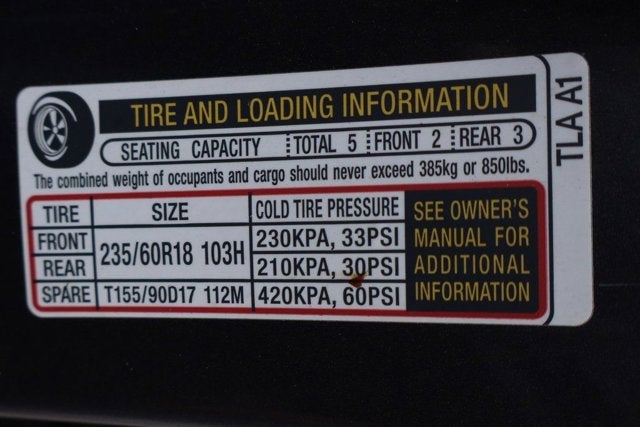 TIRE AND LOADING INFORMATION
SEATING CAPACITY TOTAL 5 FRONT 2 REAR 3
The combined weight of occupants and cargo should never exceed 385kg or 850lbs.
TIRE SIZE COLD TIRE PRESSURE
FRONT 235/60R18 103H 230KPA, 33PSI
REAR 210KPA, 30PSI
SPARE T155/90D17 112M 420KPA, 60PSI
SEE OWNER'S
MANUAL FOR
ADDITIONAL
INFORMATION
TLA A1